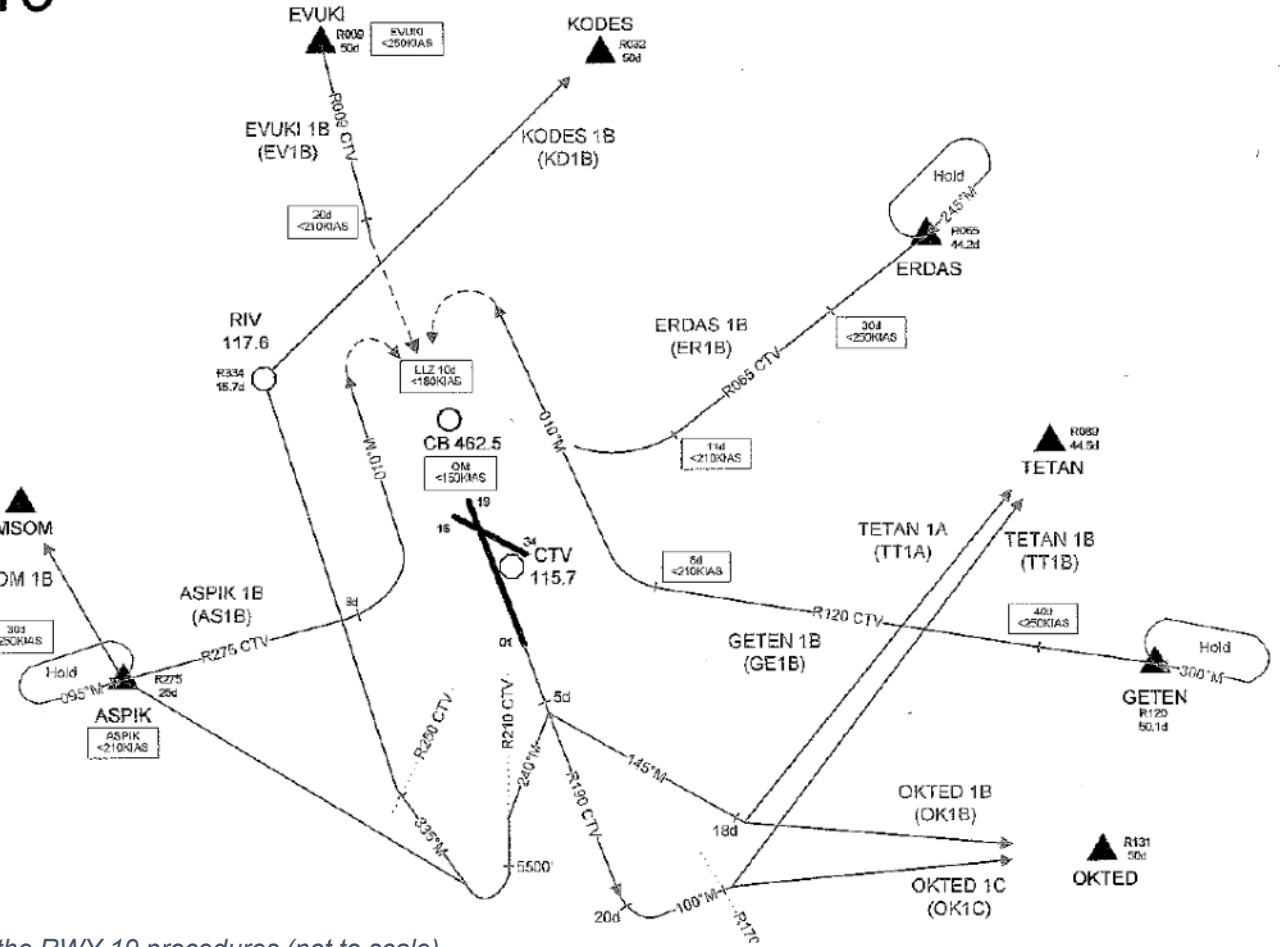 EVUKI
R009
50d
EVUKI
<250KIAS
KODES
R032
50d
EVUKI 1B
(EV1B)
R009 CTV
KODES 1B
(KD1B)
20d
<210KIAS
Hold
245°M
R065
44.2d
ERDAS
RIV
117.6
R334
15.7d
ERDAS 1B
(ER1B)
30d
<250KIAS
R065 CTV
LLZ 10d
<180KIAS
CB 462.5
OM
<150KIAS
010°M
010°M
11d
<210KIAS
R089
44.5d
TETAN
19
16
34
CTV
115.7
01
MSOM
OM 1B
TETAN 1A
(TT1A)
TETAN 1B
(TT1B)
ASPIK 1B
(AS1B)
8d
R275 CTV
<210KIAS
R120 CTV
GETEN 1B
(GE1B)
40d
<250KIAS
30d
250KIAS
Hold
095°M
R275
25d
ASPIK
ASPIK
<210KIAS
Hold
300°M
GETEN
R120
50.1d
5d
R250 CTV
R210 CTV
240°M
R190 CTV
145°M
335°M
5500'
18d
OKTED 1B
(OK1B)
R131
50d
OKTED
OKTED 1C
(OK1C)
20d
100°M
R170
the RWY 19 procedures (not to scale)